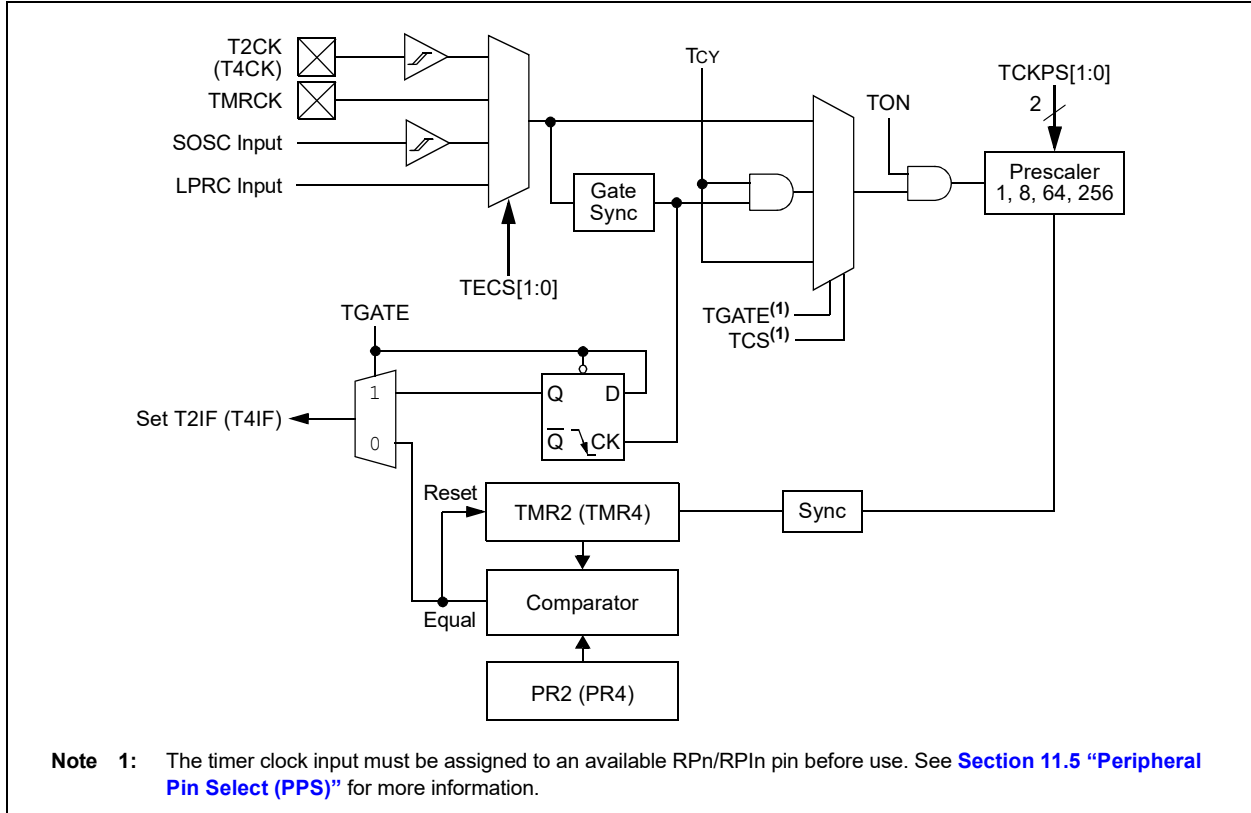 T2CK
(T4CK)
TMRCK
SOSC Input
LPRC Input
TECS[1:0]
Gate
Sync
TCY
TGATE(1)
TCS(1)
TON
TCKPS[1:0]
2
Prescaler
1, 8, 64, 256
TGATE
1
0
Set T2IF (T4IF)
Q D
Q CK
Reset
TMR2 (TMR4)
Sync
Equal
Comparator
PR2 (PR4)
Note 1: The timer clock input must be assigned to an available RPn/RPIn pin before use. See Section 11.5 “Peripheral
Pin Select (PPS)” for more information.